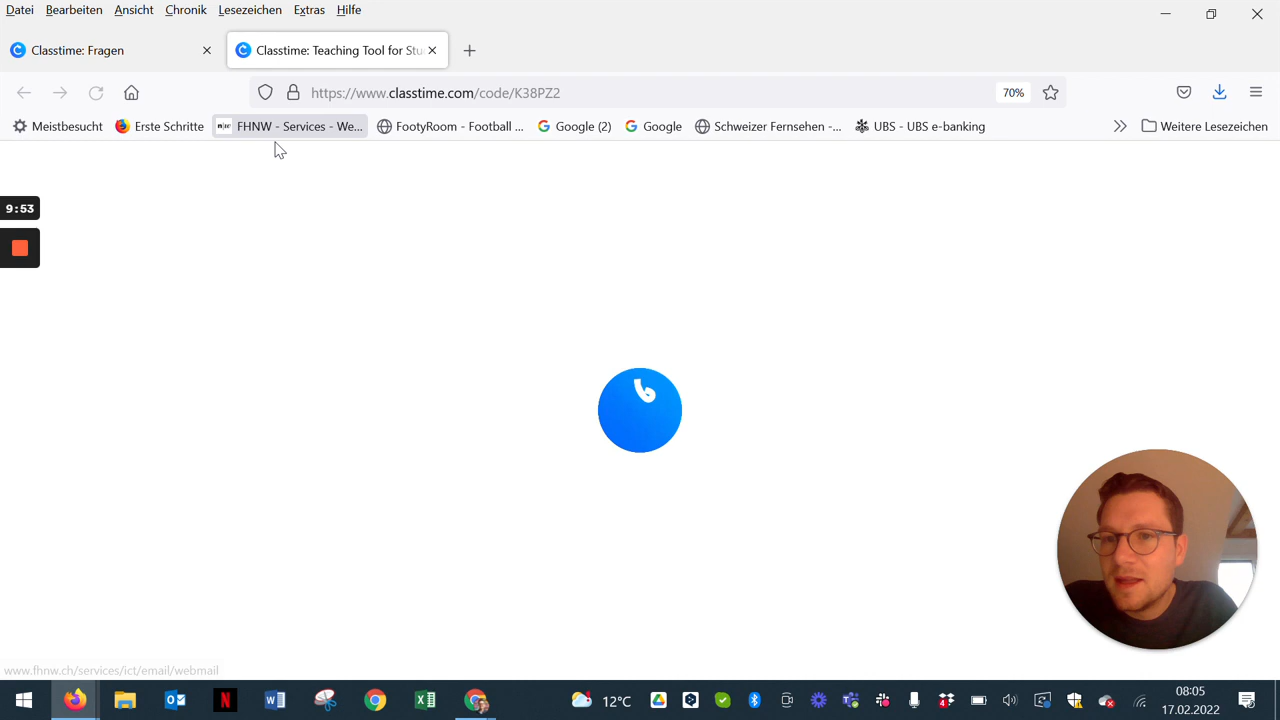 Datei Bearbeiten Ansicht Chronik Lesezeichen Extras Hilfe
Classtime: Fragen
Classtime: Teaching Tool for Stu
https://www.classtime.com/code/K38PZ2
70%
Meistbesucht
Erste Schritte
FHNW - Services - We...
FootyRoom - Football ...
Google (2)
Google
Schweizer Fernsehen -...
UBS - UBS e-banking
Weitere Lesezeichen
9:53
www.fhnw.ch/services/ict/email/webmail
12°C
08:05
17.02.2022